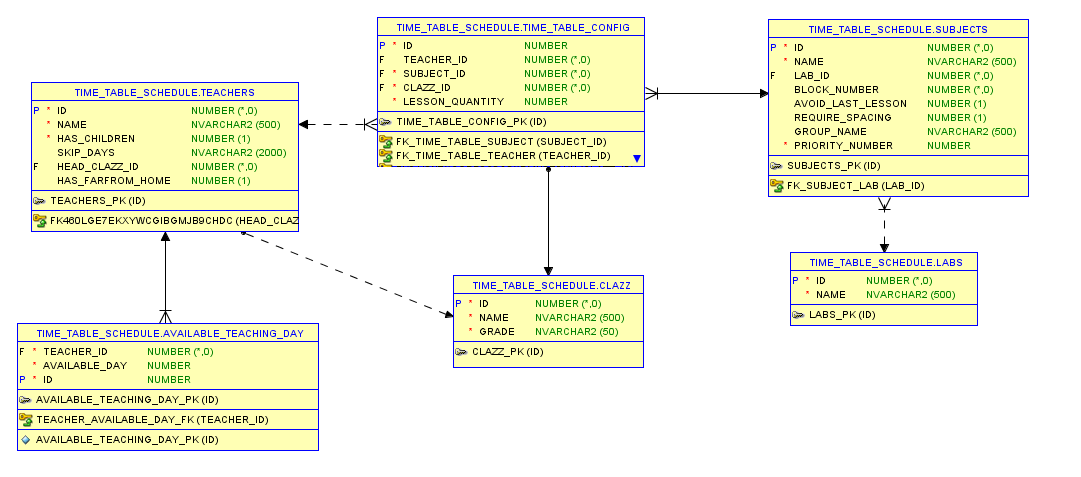 TIME_TABLE_SCHEDULE.TIME_TABLE_CONFIG
P * ID NUMBER
F TEACHER_ID NUMBER (*,0)
F * SUBJECT_ID NUMBER (*,0)
F * CLAZZ_ID NUMBER (*,0)
* LESSON_QUANTITY NUMBER
TIME_TABLE_CONFIG_PK (ID)
FK_TIME_TABLE_SUBJECT (SUBJECT_ID)
FK_TIME_TABLE_TEACHER (TEACHER_ID)
TIME_TABLE_SCHEDULE.SUBJECTS
P * ID NUMBER (*,0)
* NAME NVARCHAR2 (500)
F LAB_ID NUMBER (*,0)
BLOCK_NUMBER NUMBER (*,0)
AVOID_LAST_LESSON NUMBER (1)
REQUIRE_SPACING NUMBER (1)
GROUP_NAME NVARCHAR2 (500)
* PRIORITY_NUMBER NUMBER
SUBJECTS_PK (ID)
FK_SUBJECT_LAB (LAB_ID)
TIME_TABLE_SCHEDULE.TEACHERS
P * ID NUMBER (*,0)
* NAME NVARCHAR2 (500)
* HAS_CHILDREN NUMBER (1)
SKIP_DAYS NVARCHAR2 (2000)
F HEAD_CLAZZ_ID NUMBER (*,0)
HAS_FARFROM_HOME NUMBER (1)
TEACHERS_PK (ID)
FK460LGE7EKXYWCGIBGMJB9CHDC (HEAD_CLAZ
TIME_TABLE_SCHEDULE.LABS
P * ID NUMBER (*,0)
* NAME NVARCHAR2 (500)
LABS_PK (ID)
TIME_TABLE_SCHEDULE.CLAZZ
P * ID NUMBER (*,0)
* NAME NVARCHAR2 (500)
* GRADE NVARCHAR2 (50)
CLAZZ_PK (ID)
TIME_TABLE_SCHEDULE.AVAILABLE_TEACHING_DAY
F * TEACHER_ID NUMBER (*,0)
* AVAILABLE_DAY NUMBER
P * ID NUMBER
AVAILABLE_TEACHING_DAY_PK (ID)
TEACHER_AVAILABLE_DAY_FK (TEACHER_ID)
AVAILABLE_TEACHING_DAY_PK (ID)